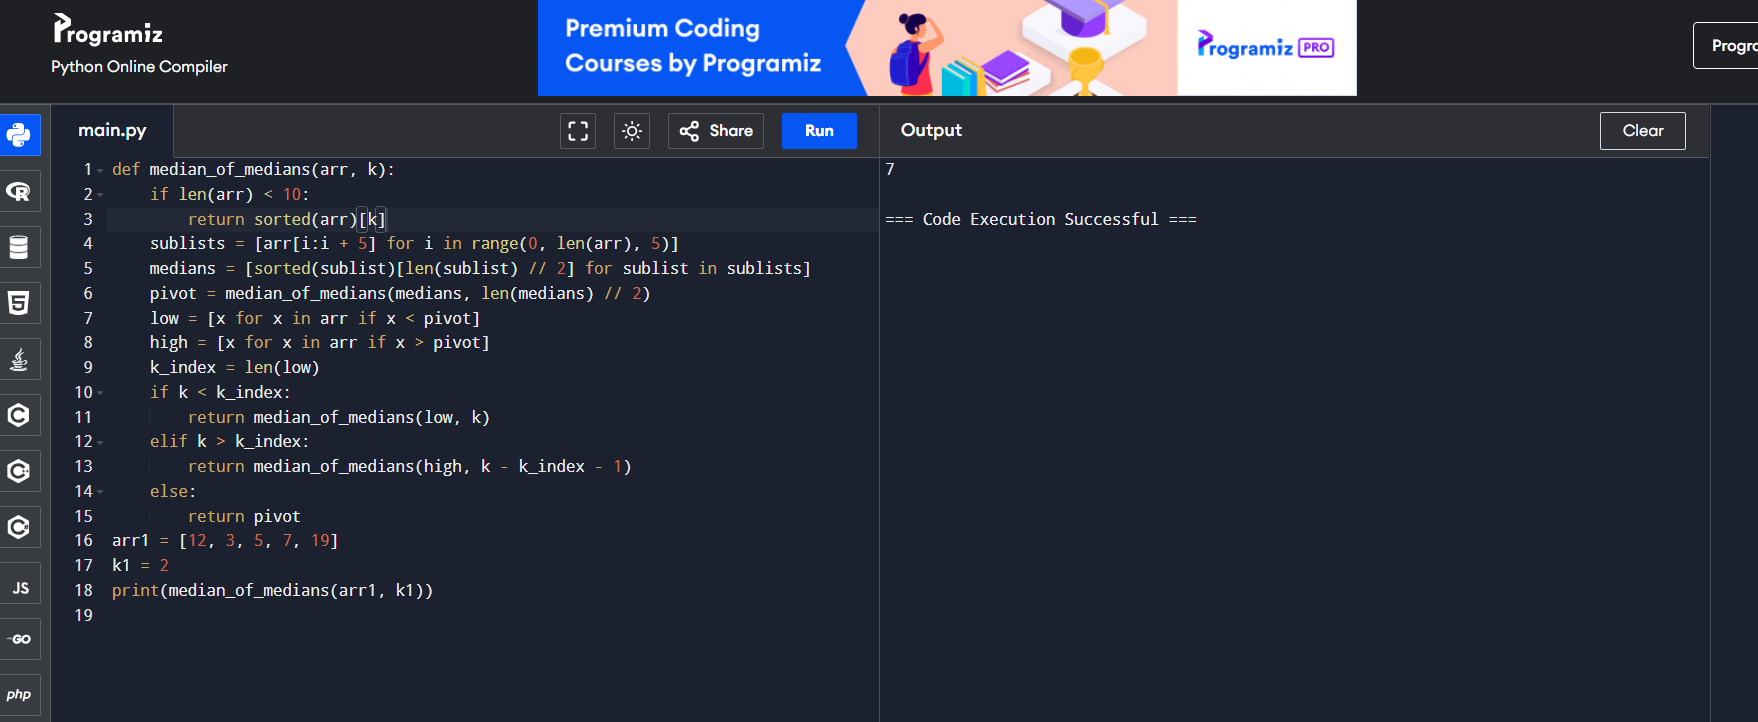 Programiz
Python Online Compiler
Premium Coding
Courses by Programiz
Programiz PRO
Progra
main.py
Share
Run
Output
Clear
1 def median_of_medians(arr, k):
2     if len(arr) < 10:
3         return sorted(arr)[k]
4     sublists = [arr[i:i + 5] for i in range(0, len(arr), 5)]
5     medians = [sorted(sublist)[len(sublist) // 2] for sublist in sublists]
6     pivot = median_of_medians(medians, len(medians) // 2)
7     low = [x for x in arr if x < pivot]
8     high = [x for x in arr if x > pivot]
9     k_index = len(low)
10     if k < k_index:
11         return median_of_medians(low, k)
12     elif k > k_index:
13         return median_of_medians(high, k - k_index - 1)
14     else:
15         return pivot
16 arr1 = [12, 3, 5, 7, 19]
17 k1 = 2
18 print(median_of_medians(arr1, k1))
19
7
=== Code Execution Successful ===
R
5
C
C
C
JS
GO
php